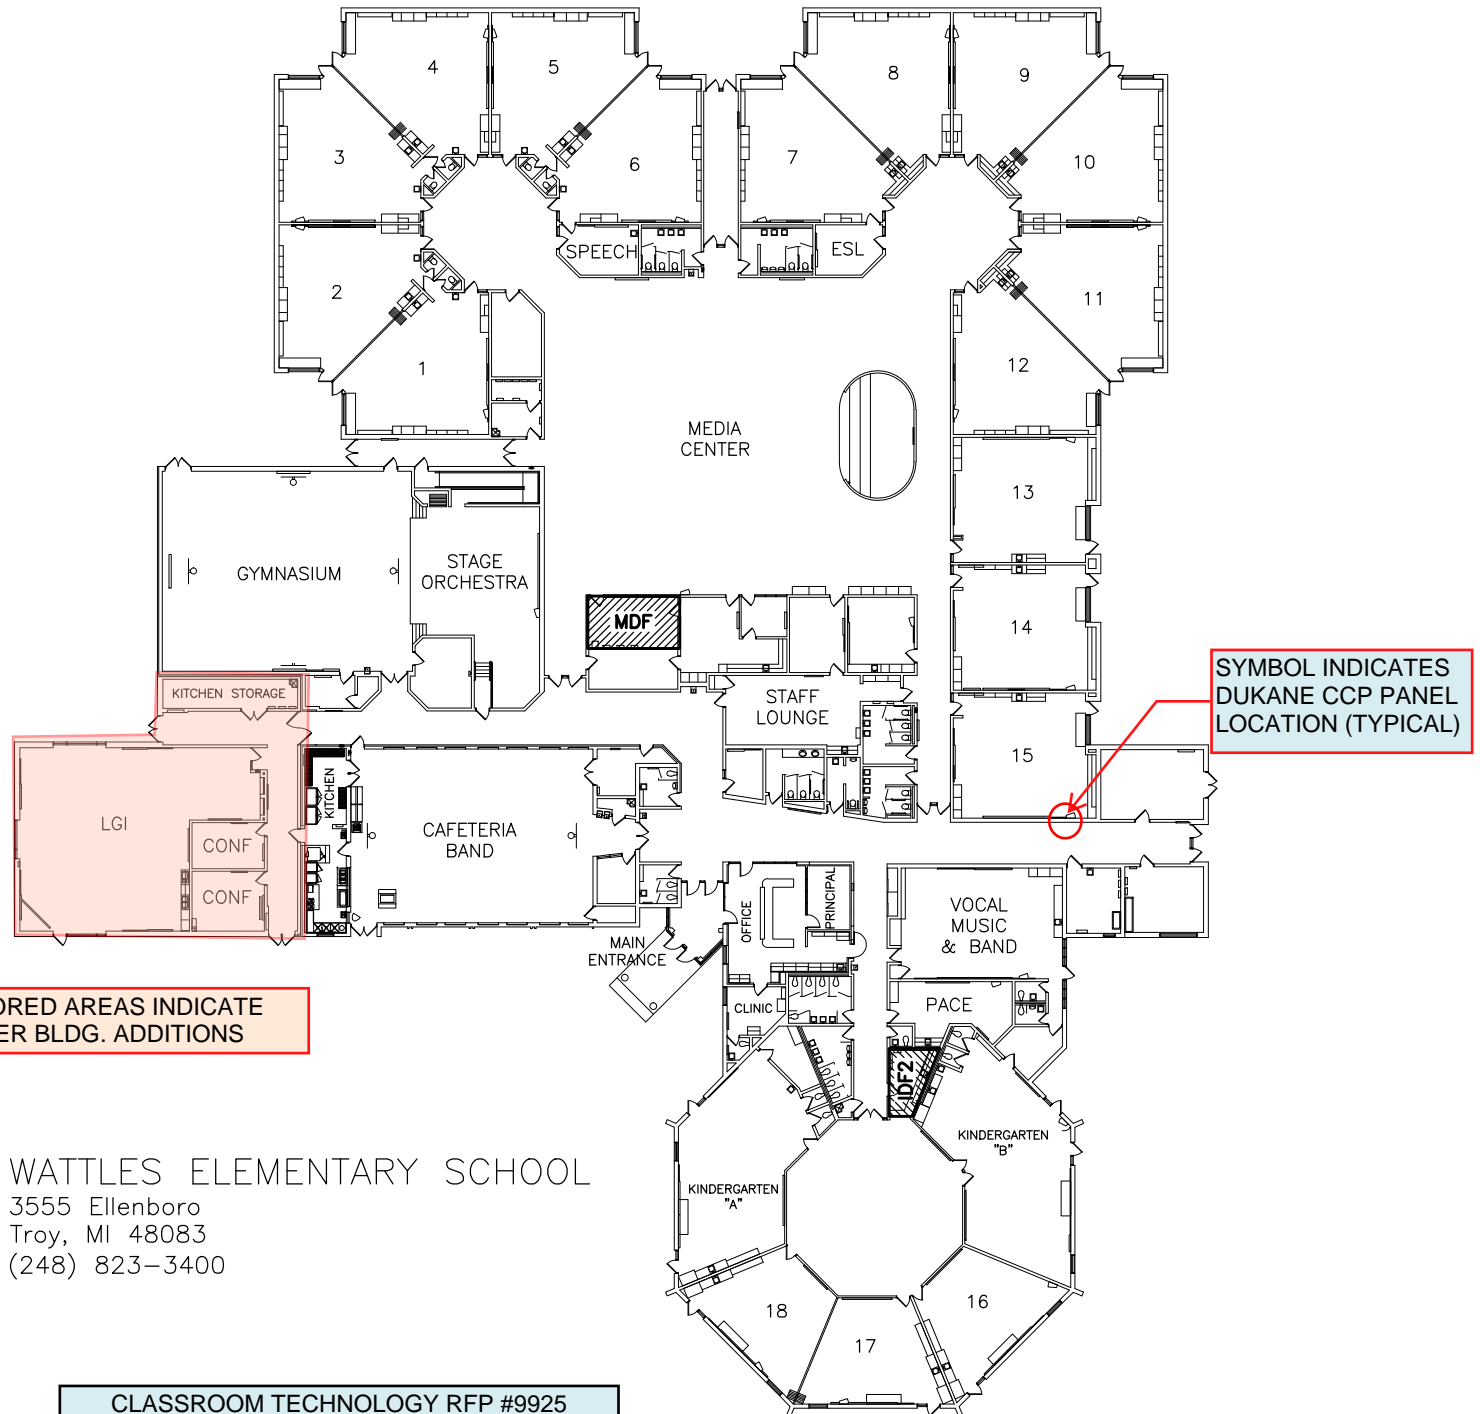 4
5
8
9
3
6
7
10
SPEECH
ESL
2
11
1
12
MEDIA
CENTER
13
GYMNASIUM
STAGE
ORCHESTRA
MDF
14
KITCHEN STORAGE
STAFF
LOUNGE
SYMBOL INDICATES
DUKANE CCP PANEL
LOCATION (TYPICAL)
15
KITCHEN
LGI
CONF
CONF
CAFETERIA
BAND
OFFICE
PRINCIPAL
VOCAL
MUSIC
& BAND
MAIN
ENTRANCE
CLINIC
PACE
ORED AREAS INDICATE
ER BLDG. ADDITIONS
IDF2
KINDERGARTEN
"B"
KINDERGARTEN
"A"
WATTLES ELEMENTARY SCHOOL
3555 Ellenboro
Troy, MI 48083
(248) 823-3400
18
16
17
CLASSROOM TECHNOLOGY RFP #9925